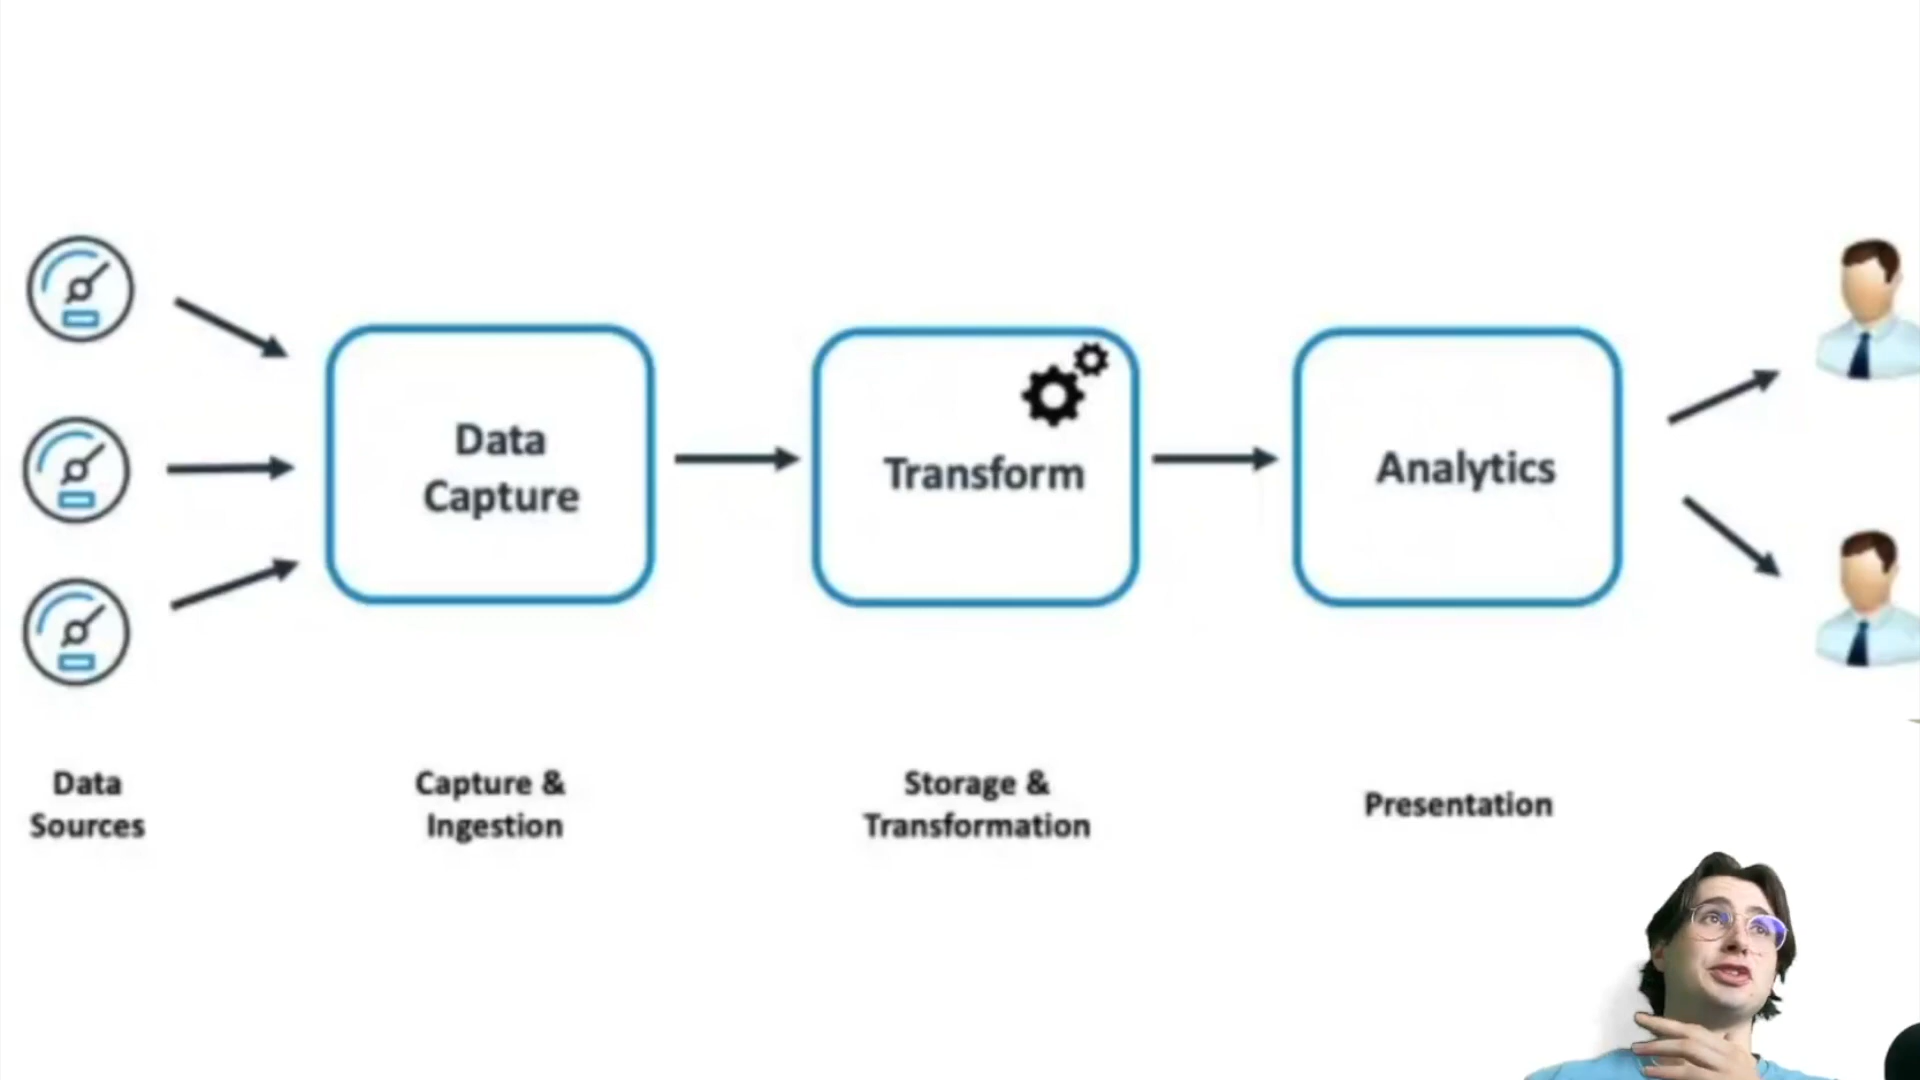 Data
Capture
Transform
Analytics
Data
Sources
Capture &
Ingestion
Storage &
Transformation
Presentation